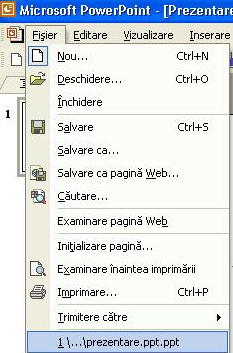 Microsoft PowerPoint - [Prezentare
Fişier Editare Vizualizare Inserare
Nou... Ctrl+N
Deschidere... Ctrl+O
Închidere
1
Salvare Ctrl+S
Salvare ca...
Salvare ca pagină Web...
Căutare...
Examinare pagină Web
Iniţializare pagină...
Examinare înaintea imprimării
Imprimare... Ctrl+P
Trimitere către
1 \...\prezentare.ppt.ppt